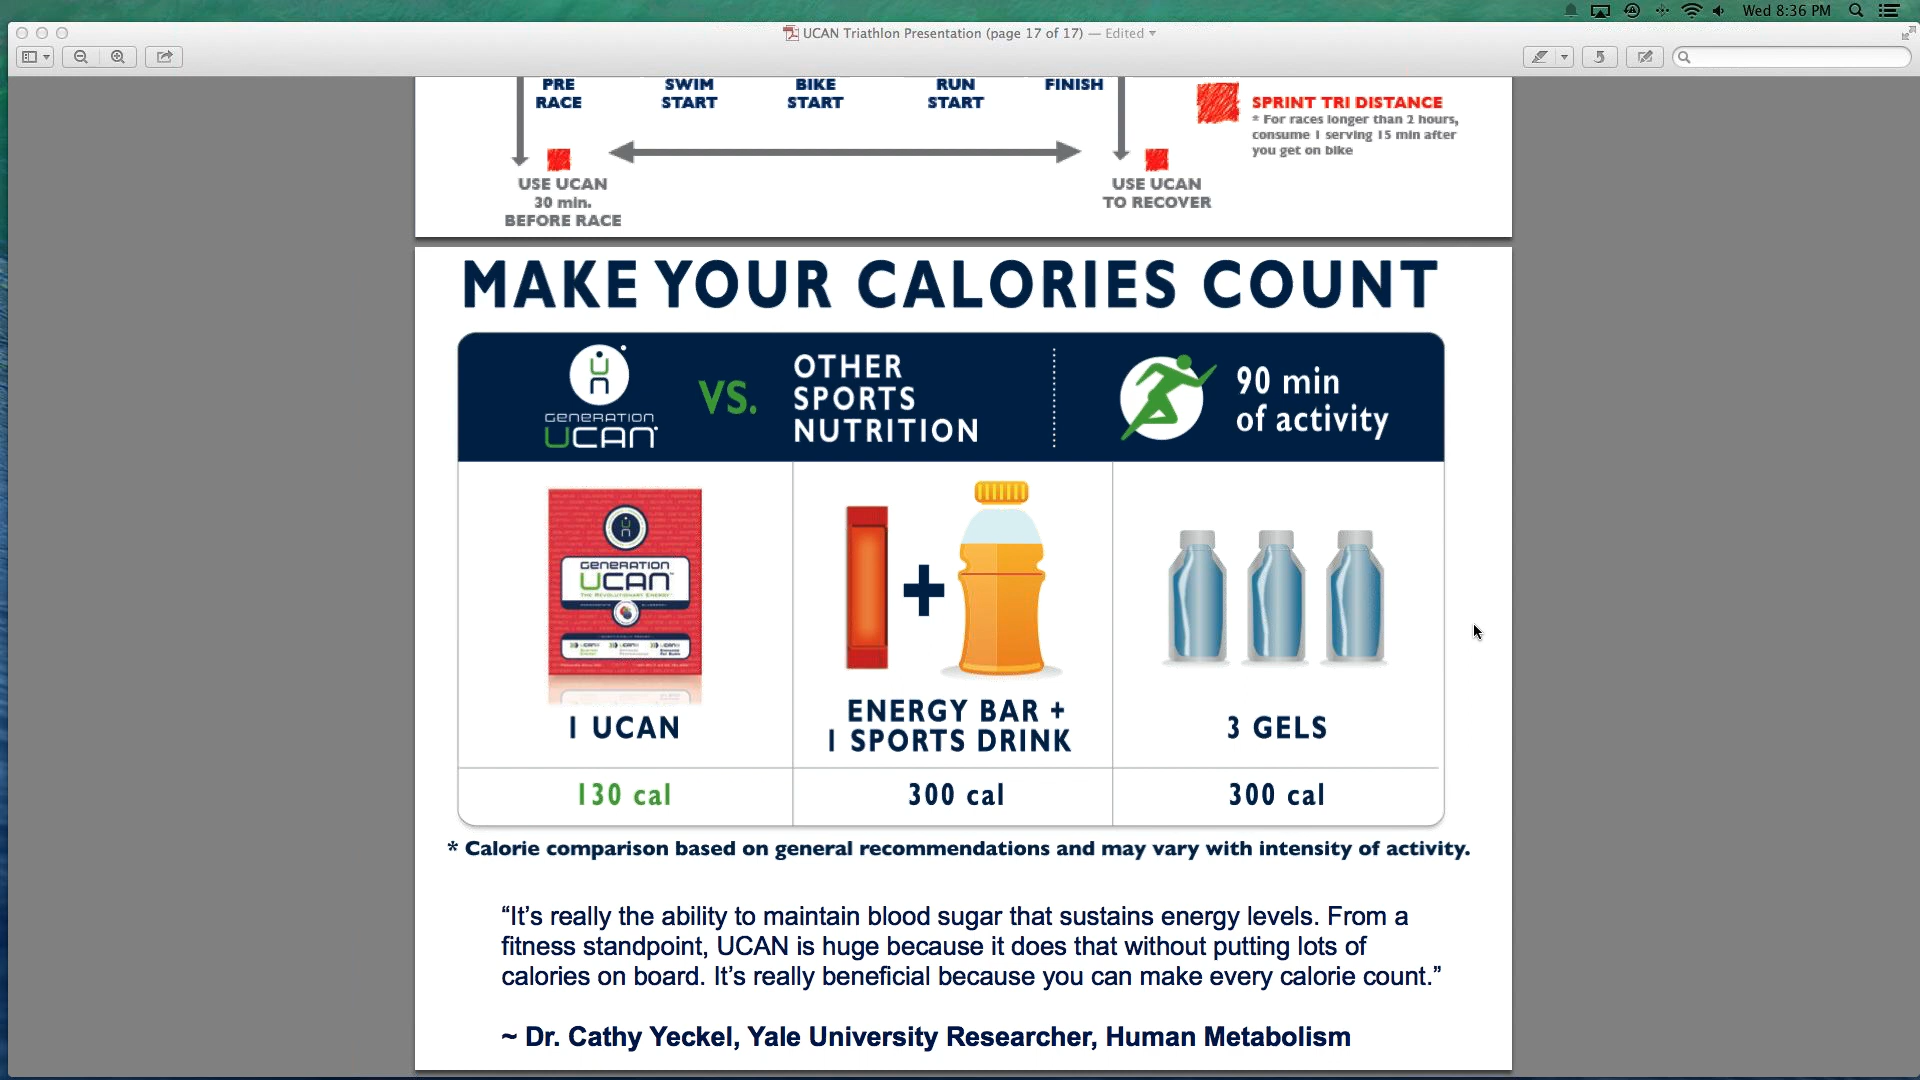 Wed 8:36 PM
UCAN Triathlon Presentation (page 17 of 17) — Edited
PRE
RACE
SWIM
START
BIKE
START
RUN
START
FINISH
SPRINT TRI DISTANCE
* For races longer than 2 hours,
consume 1 serving 15 min after
you get on bike
USE UCAN
30 min.
BEFORE RACE
USE UCAN
TO RECOVER
MAKE YOUR CALORIES COUNT
GENERATION
UCAN
VS.
OTHER
SPORTS
NUTRITION
90 min
of activity
GENERATION
UCAN
THE REVOLUTIONARY ENERGY
1 UCAN
ENERGY BAR +
1 SPORTS DRINK
3 GELS
130 cal
300 cal
300 cal
* Calorie comparison based on general recommendations and may vary with intensity of activity.
“It’s really the ability to maintain blood sugar that sustains energy levels. From a
fitness standpoint, UCAN is huge because it does that without putting lots of
calories on board. It’s really beneficial because you can make every calorie count.”
~ Dr. Cathy Yeckel, Yale University Researcher, Human Metabolism